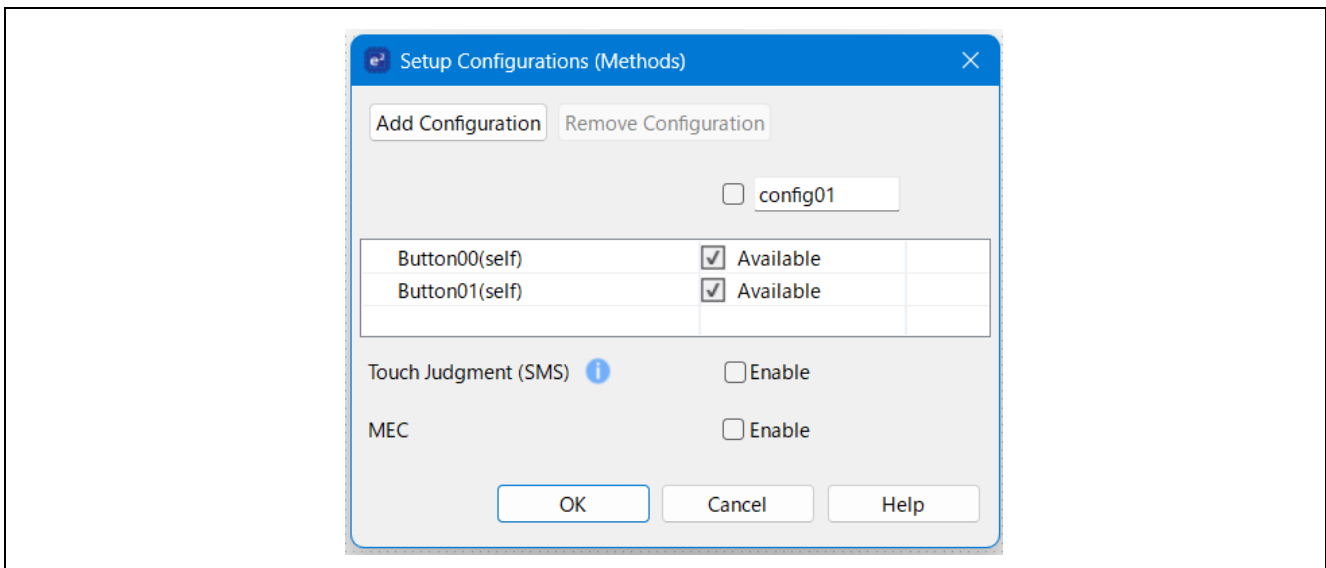 e² Setup Configurations (Methods)
Add Configuration Remove Configuration
config01
Button00(self) Available
Button01(self) Available
Touch Judgment (SMS) i Enable
MEC Enable
OK Cancel Help